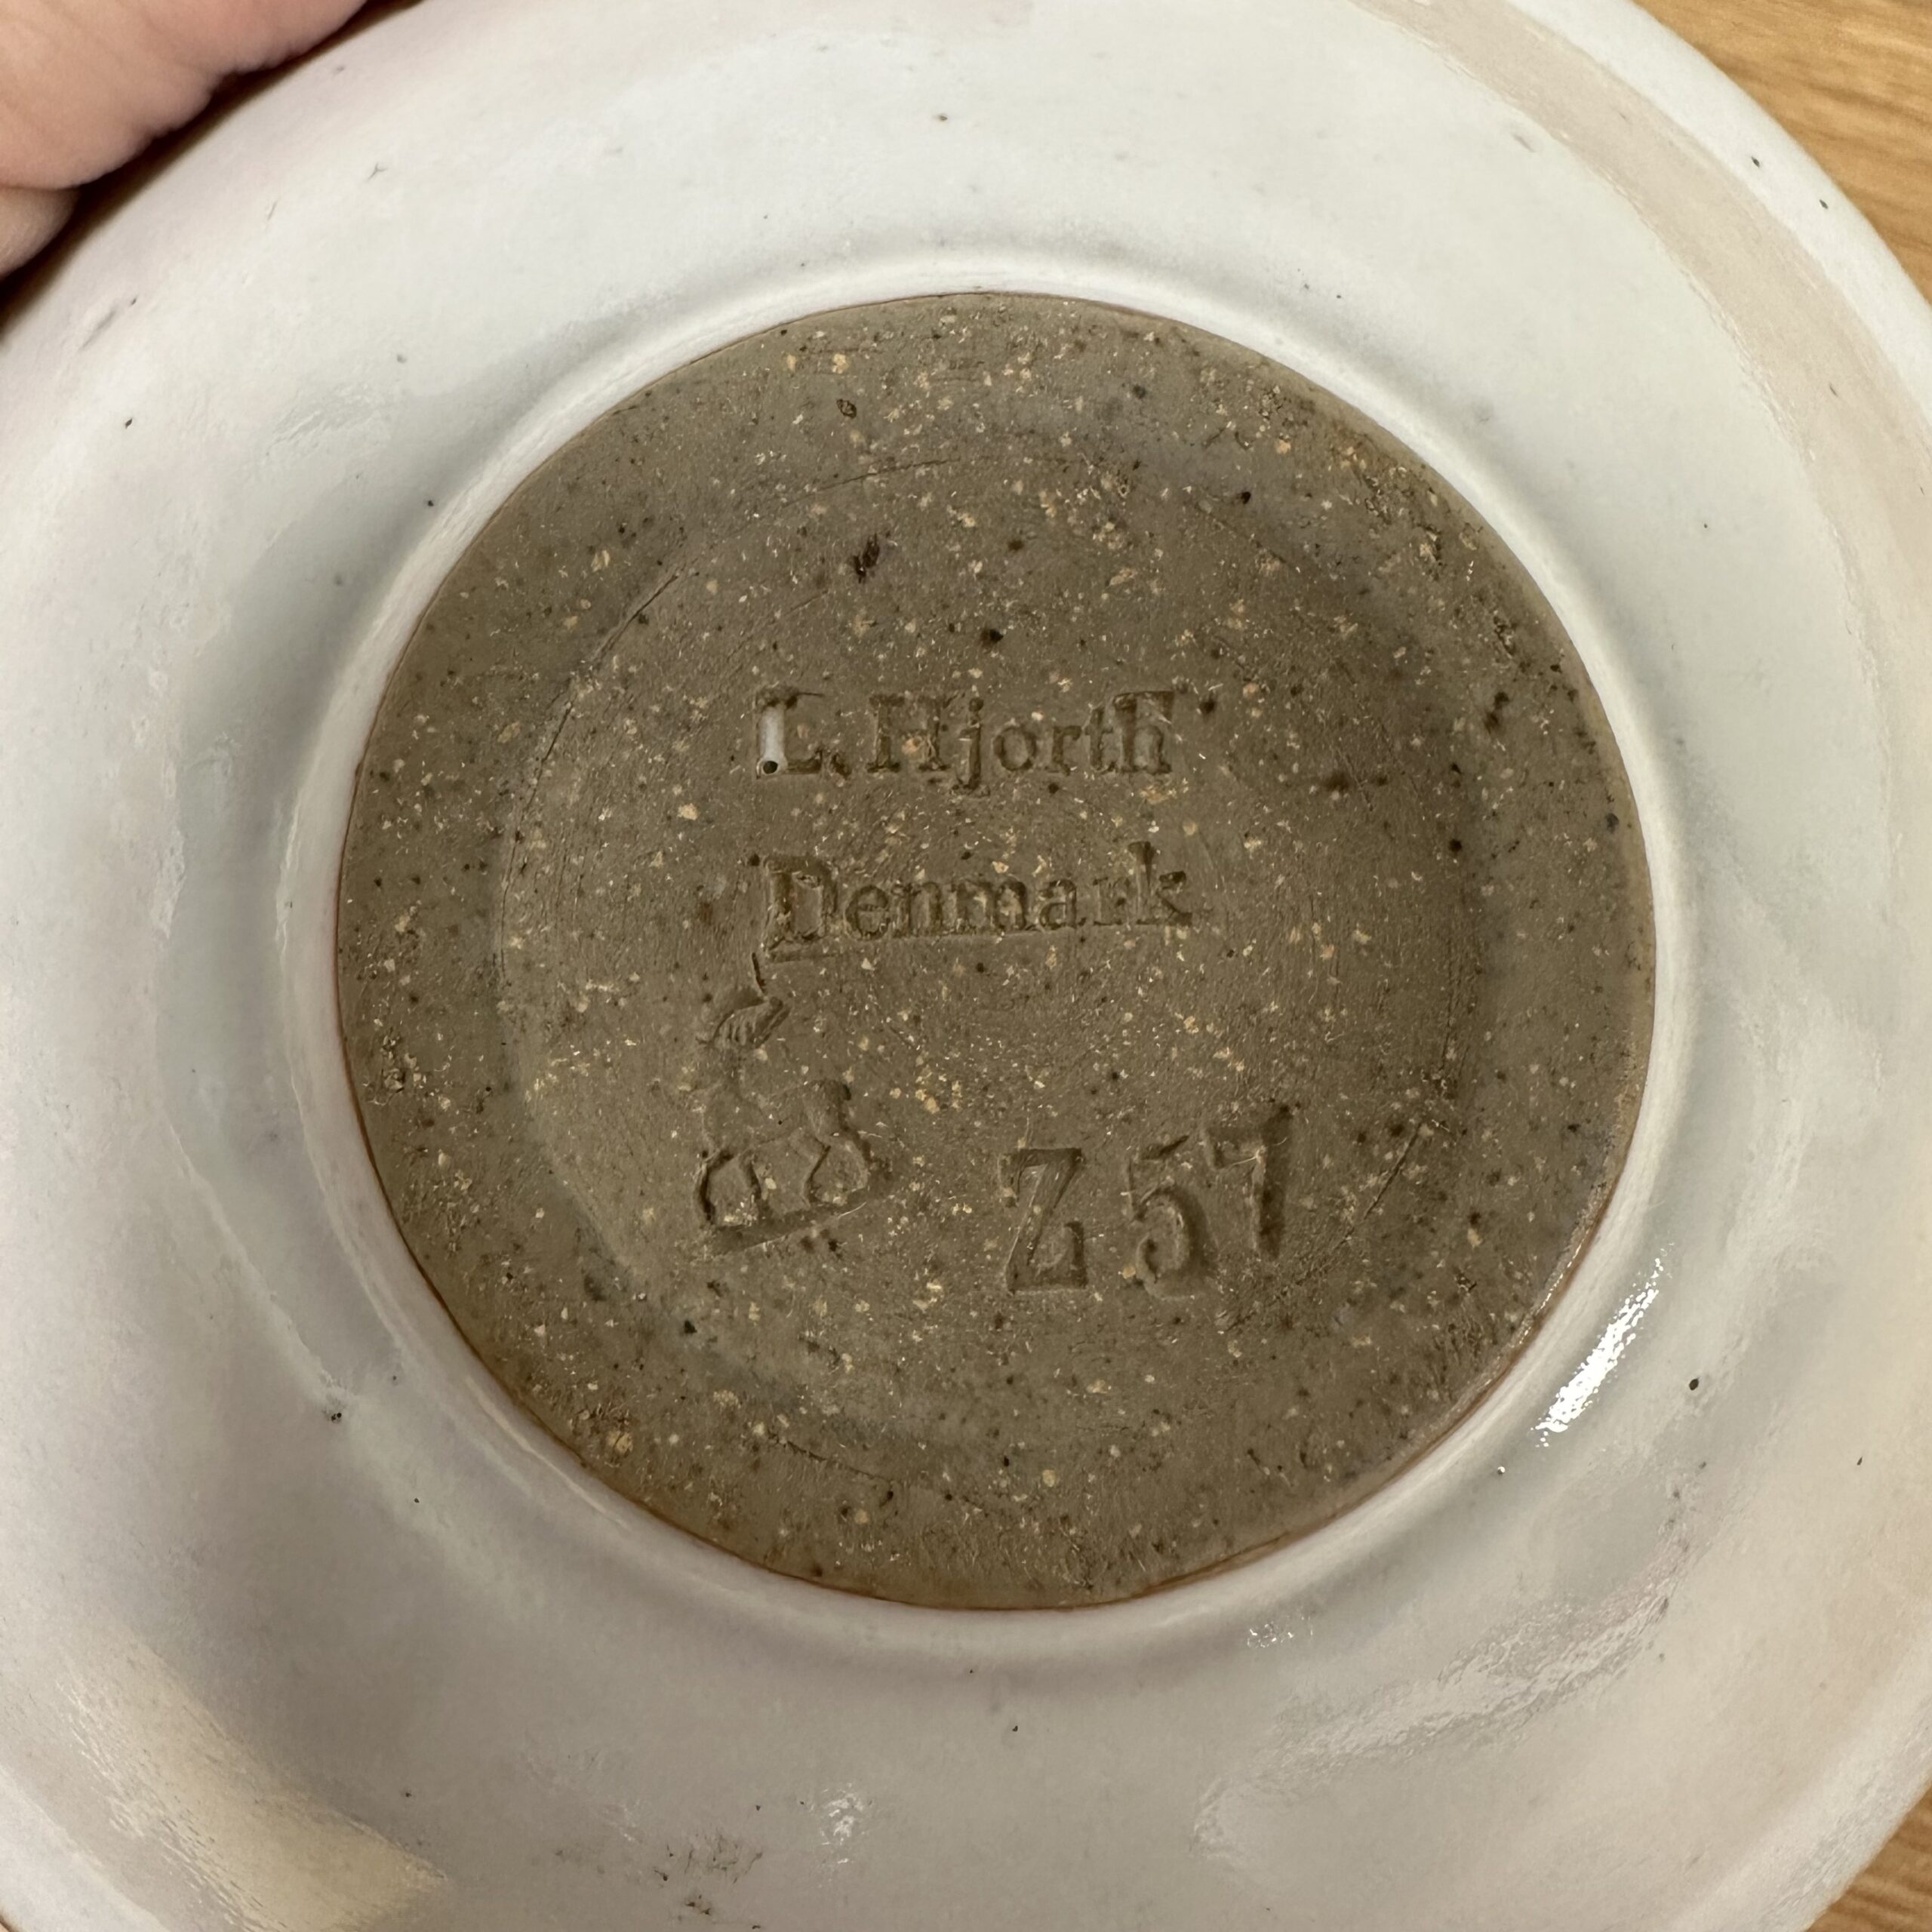 L. Hjorth
Denmark
Z 57